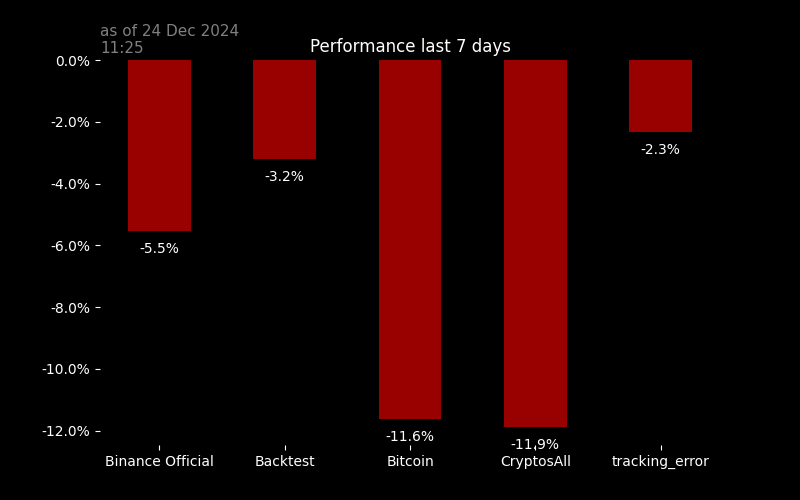 as of 24 Dec 2024
11:25
Performance last 7 days
0.0%
-2.0%
-4.0%
-6.0%
-8.0%
-10.0%
-12.0%
-5.5%
-3.2%
-11.6%
-11.9%
-2.3%
Binance Official
Backtest
Bitcoin
CryptosAll
tracking_error